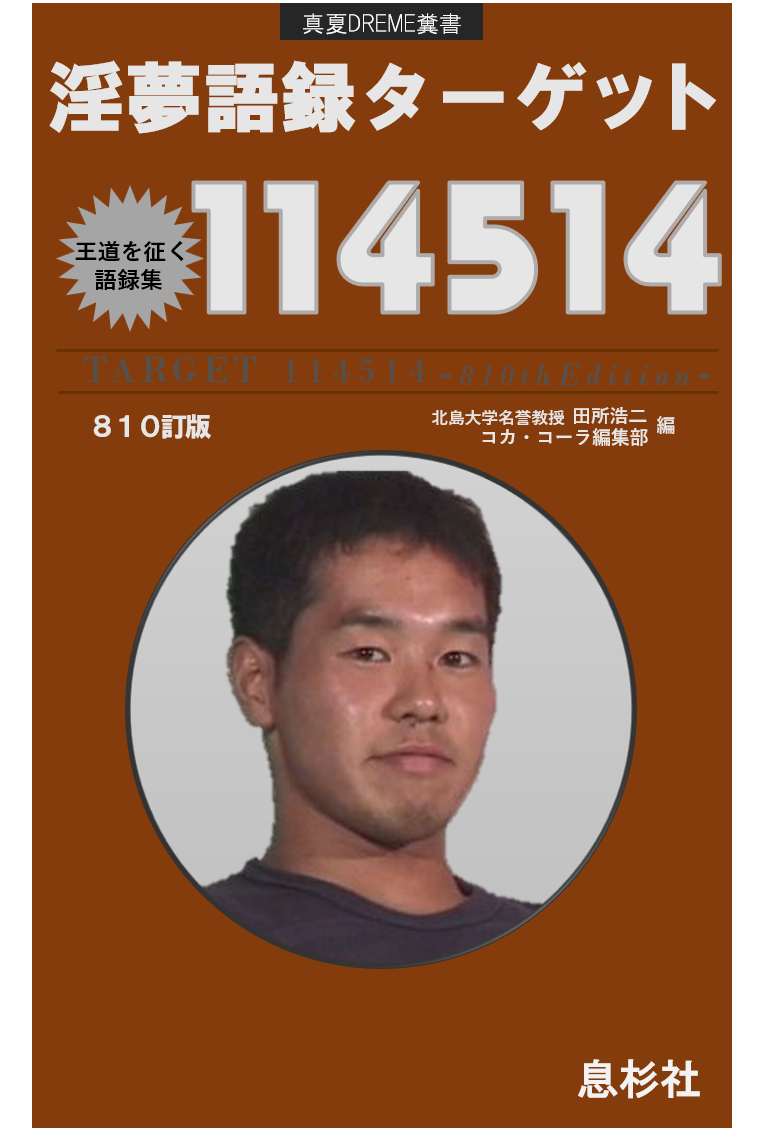 真夏DREME糞書
淫夢語録ターゲット
王道を征く
語録集
114514
TARGET 114514 -810thEdition-
810訂版
北島大学名誉教授 田所浩二
コカ・コーラ編集部 編
息杉社